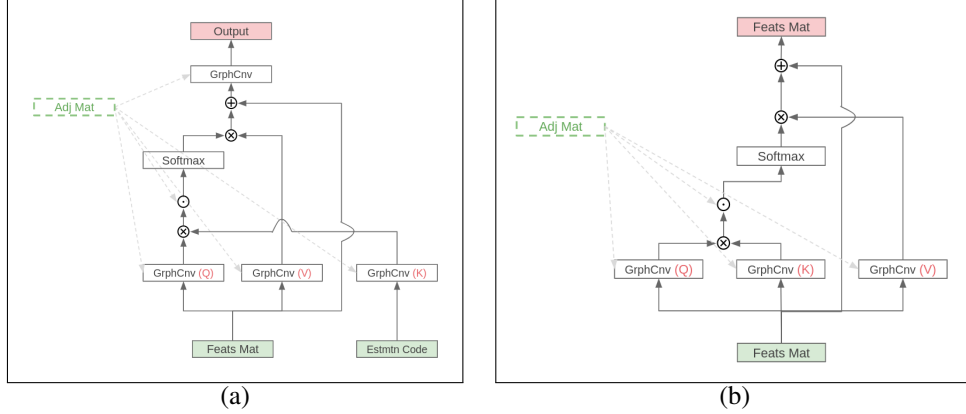 Output
GrphCnv
Adj Mat
Softmax
GrphCnv (Q)
GrphCnv (V)
GrphCnv (K)
Feats Mat
Estmtn Code
(a)
Feats Mat
Adj Mat
Softmax
GrphCnv (Q)
GrphCnv (K)
GrphCnv (V)
Feats Mat
(b)